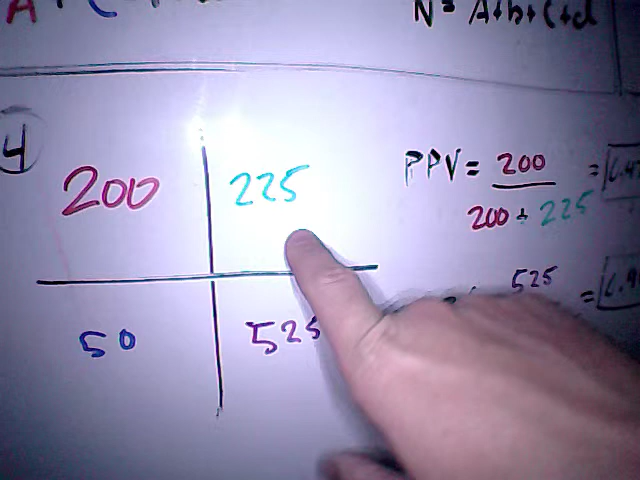 N = A+b+C+d
4
200 225
PPV = 200 =
200 + 225
50 525
525 =